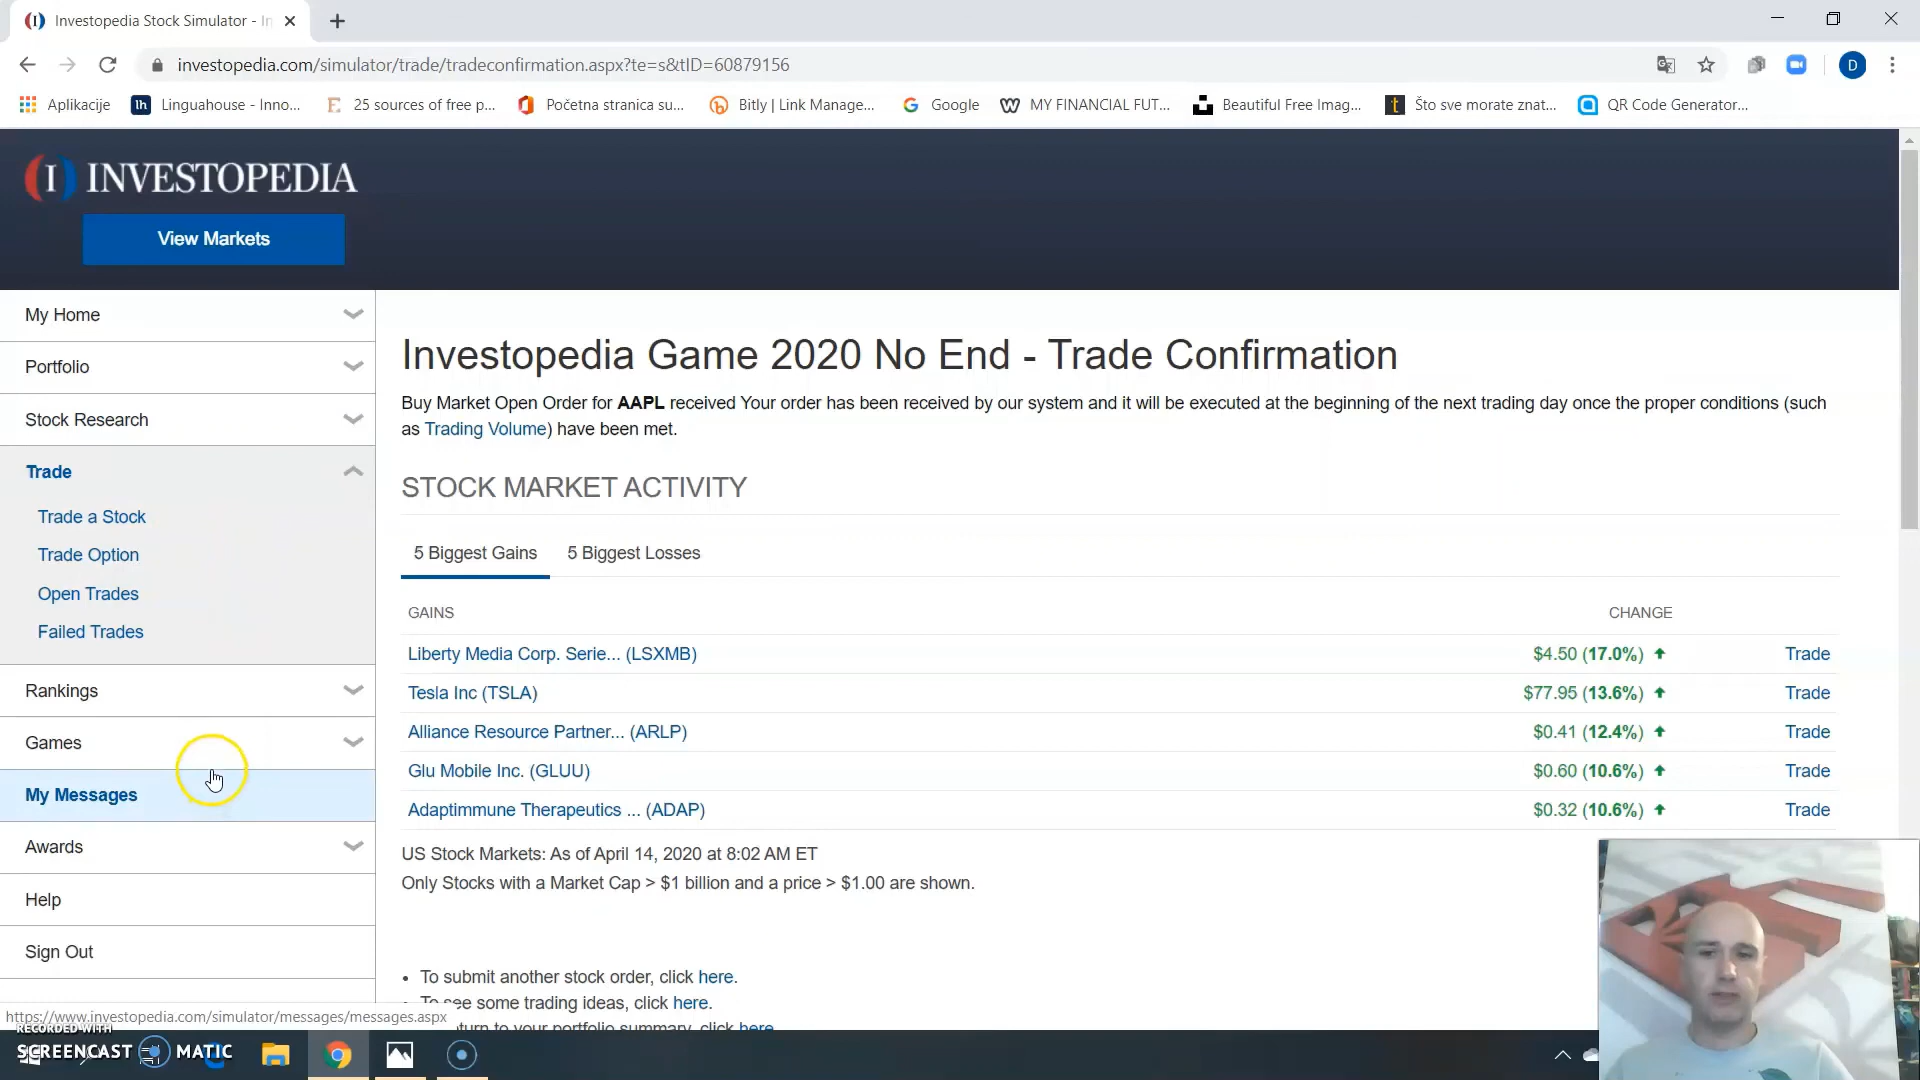 Investopedia Stock Simulator - In
investopedia.com/simulator/trade/tradeconfirmation.aspx?te=s&tID=60879156
D
Aplikacije
lh Linguahouse - Inno...
E 25 sources of free p...
Početna stranica su...
Bitly | Link Manage...
G Google
W MY FINANCIAL FUT...
Beautiful Free Imag...
t Što sve morate znat...
QR Code Generator...
(I) INVESTOPEDIA
View Markets
My Home
Portfolio
Stock Research
Trade
Trade a Stock
Trade Option
Open Trades
Failed Trades
Rankings
Games
My Messages
Awards
Help
Sign Out
Investopedia Game 2020 No End - Trade Confirmation
Buy Market Open Order for AAPL received Your order has been received by our system and it will be executed at the beginning of the next trading day once the proper conditions (such
as Trading Volume) have been met.
STOCK MARKET ACTIVITY
5 Biggest Gains 5 Biggest Losses
GAINS CHANGE
Liberty Media Corp. Serie... (LSXMB) $4.50 (17.0%) Trade
Tesla Inc (TSLA) $77.95 (13.6%) Trade
Alliance Resource Partner... (ARLP) $0.41 (12.4%) Trade
Glu Mobile Inc. (GLUU) $0.60 (10.6%) Trade
Adaptimmune Therapeutics ... (ADAP) $0.32 (10.6%) Trade
US Stock Markets: As of April 14, 2020 at 8:02 AM ET
Only Stocks with a Market Cap > $1 billion and a price > $1.00 are shown.
• To submit another stock order, click here.
• To see some trading ideas, click here.
turn to your portfolio summary, click here
https://www.investopedia.com/simulator/messages/messages.aspx
RECORDED WITH
SCREENCAST MATIC